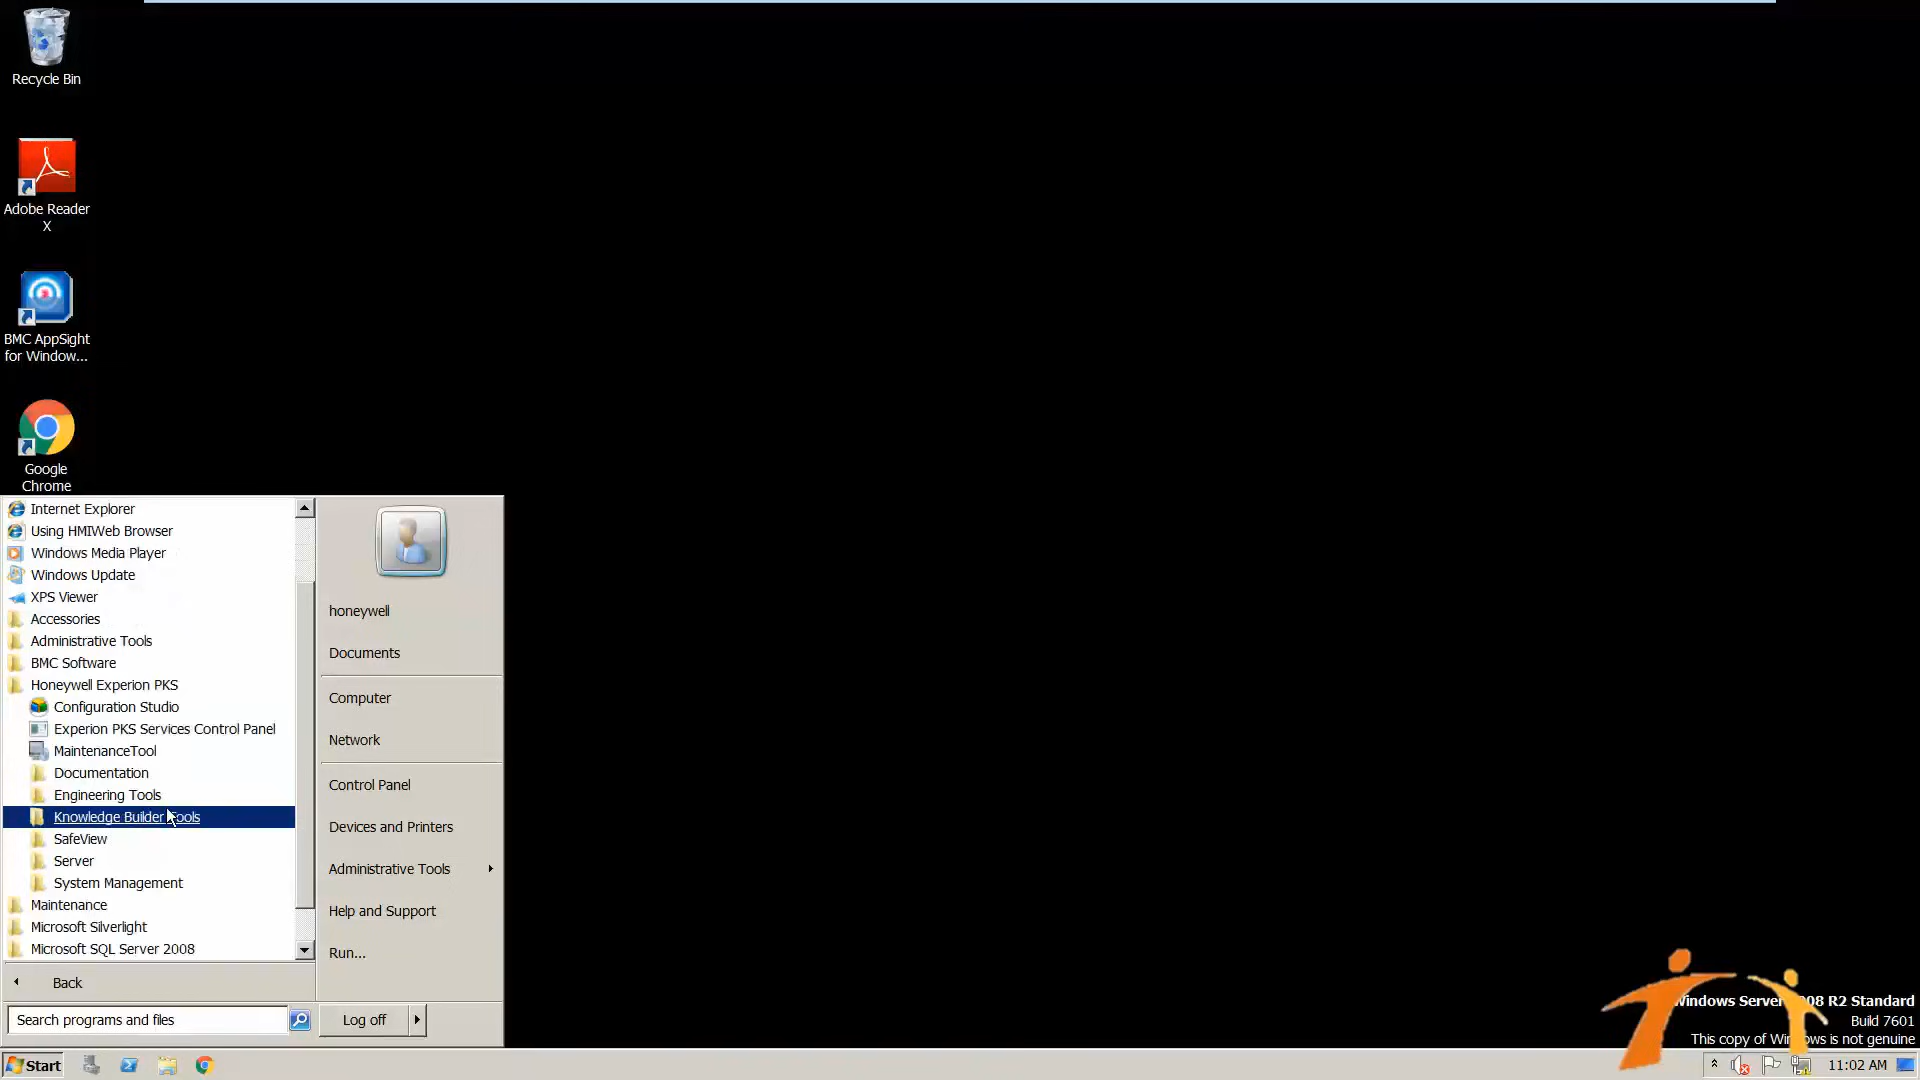 Recycle Bin
Adobe Reader
X
BMC AppSight
for Window...
Google
Chrome
Internet Explorer
Using HMIWeb Browser
Windows Media Player
Windows Update
XPS Viewer
Accessories
Administrative Tools
BMC Software
Honeywell Experion PKS
Configuration Studio
Experion PKS Services Control Panel
MaintenanceTool
Documentation
Engineering Tools
Knowledge Builder Tools
SafeView
Server
System Management
Maintenance
Microsoft Silverlight
Microsoft SQL Server 2008
Back
Search programs and files
honeywell
Documents
Computer
Network
Control Panel
Devices and Printers
Administrative Tools
Help and Support
Run...
Log off
Windows Server 2008 R2 Standard
Build 7601
This copy of Windows is not genuine
Start
11:02 AM